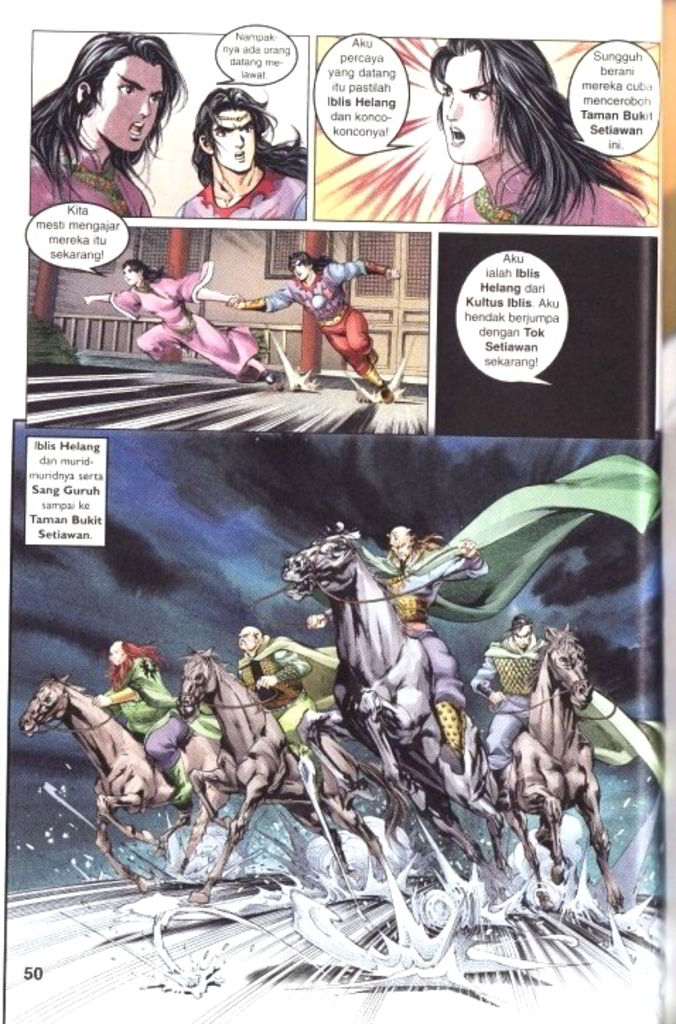 Nampak-
nya ada orang
datang me-
lawat.
Aku
percaya
yang datang
itu pastilah
Iblis Helang
dan konco-
konconya!
Sungguh
berani
mereka cuba
menceroboh
Taman Bukit
Setiawan
ini.
Kita
mesti mengajar
mereka itu
sekarang!
Aku
ialah Iblis
Helang dari
Kultus Iblis. Aku
hendak berjumpa
dengan Tok
Setiawan
sekarang!
Iblis Helang
dan murid-
muridnya serta
Sang Guruh
sampai ke
Taman Bukit
Setiawan.
50